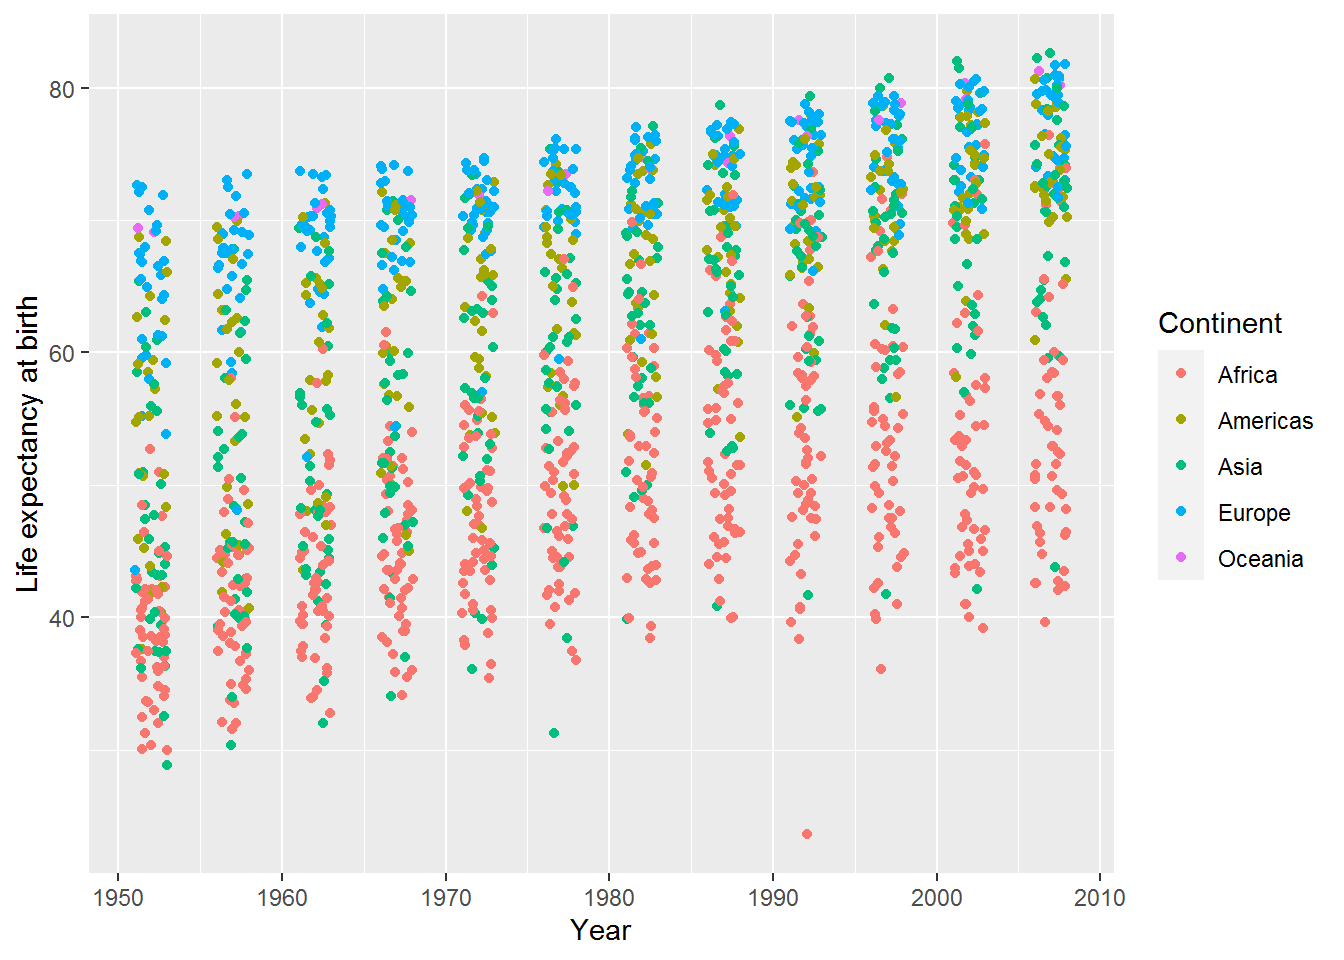 80
60
40
Life expectancy at birth
1950 1960 1970 1980 1990 2000 2010
Year
Continent
Africa
Americas
Asia
Europe
Oceania